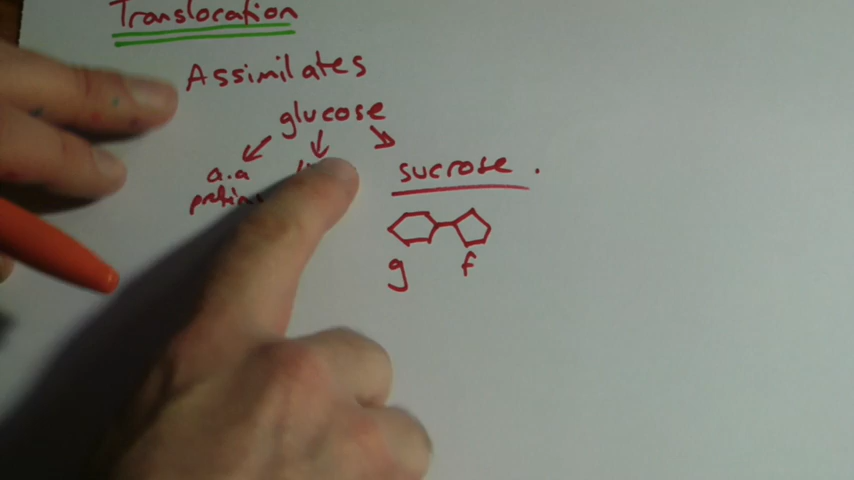 Translocation
Assimilates
glucose
a.a
sucrose.
g f